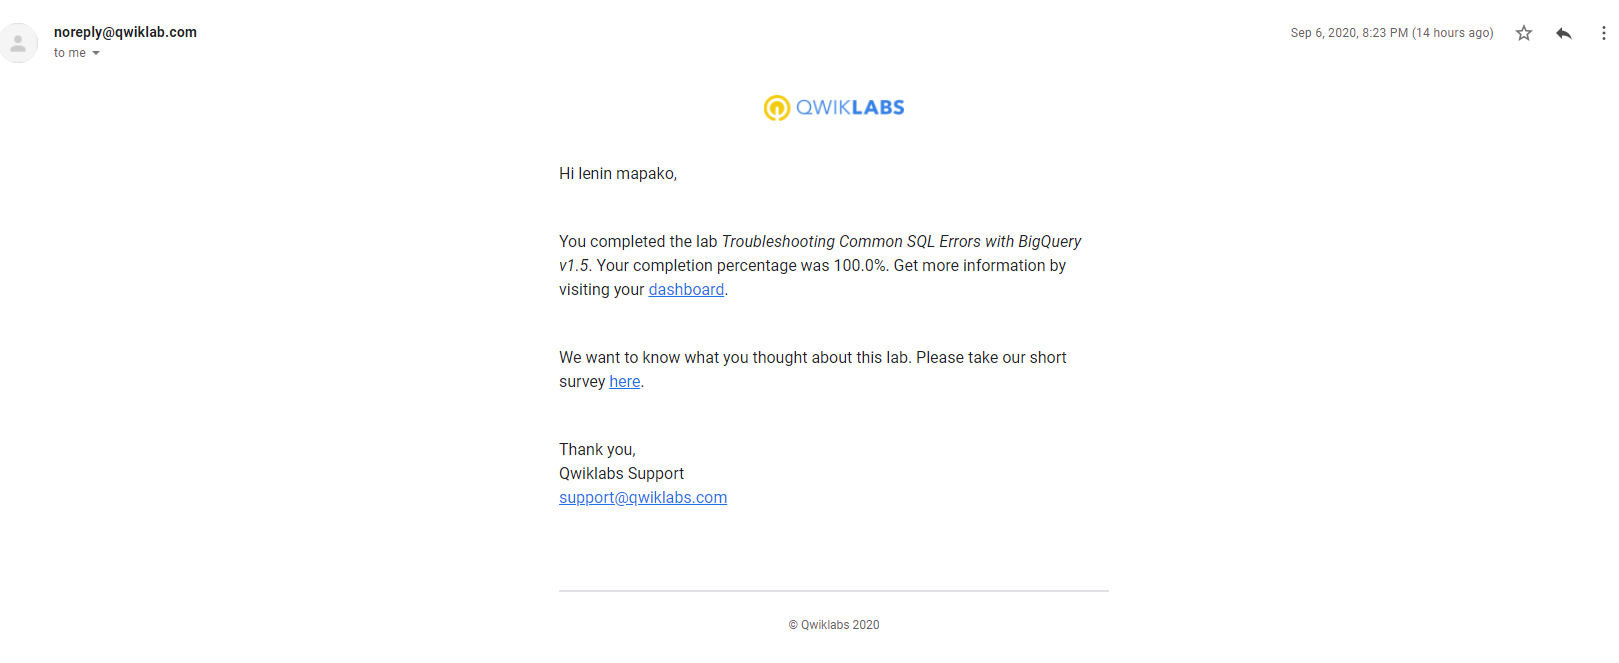 noreply@qwiklab.com
Sep 6, 2020, 8:23 PM (14 hours ago)
to me
QWIKLABS
Hi lenin mapako,
You completed the lab Troubleshooting Common SQL Errors with BigQuery
v1.5. Your completion percentage was 100.0%. Get more information by
visiting your dashboard.
We want to know what you thought about this lab. Please take our short
survey here.
Thank you,
Qwiklabs Support
support@qwiklabs.com
© Qwiklabs 2020